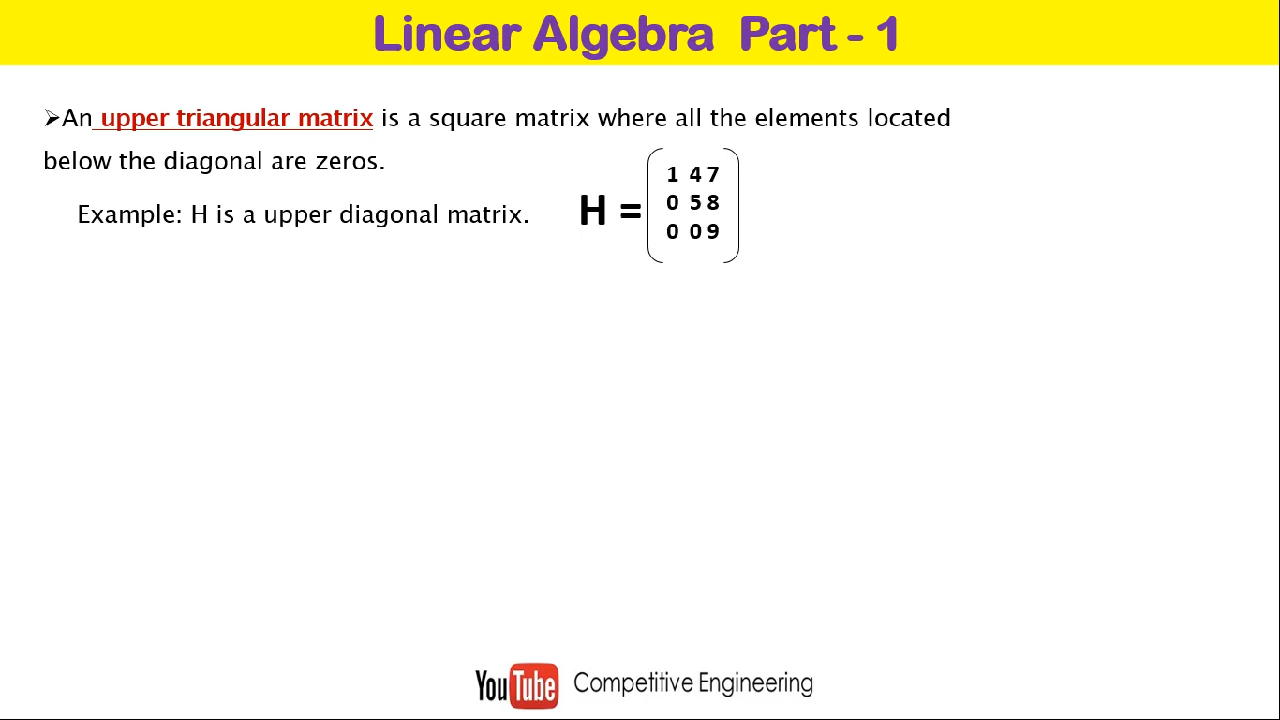 Linear Algebra Part - 1
➢An upper triangular matrix is a square matrix where all the elements located
below the diagonal are zeros.
Example: H is a upper diagonal matrix.
H =
1 4 7
0 5 8
0 0 9
YouTube Competitive Engineering